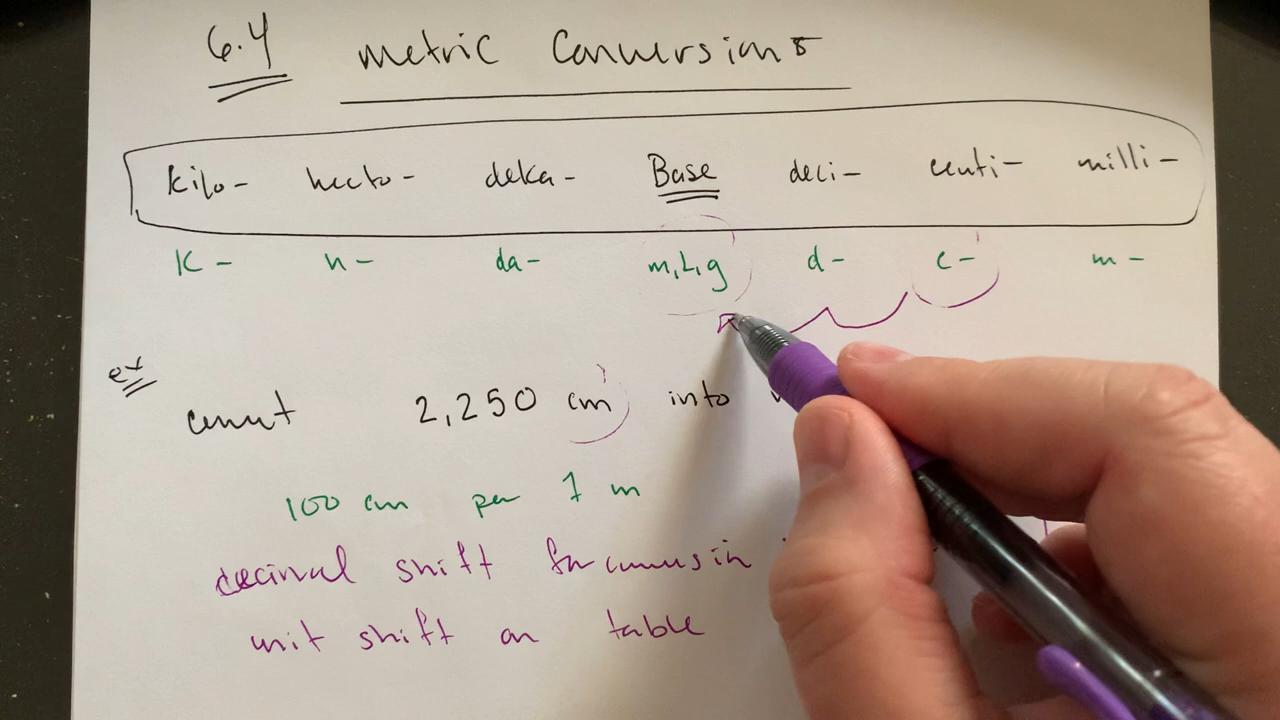 6.4 metric Conversions
kilo- hecto- deka- Base deci- centi- milli-
K- h- da- m, L, g d- c- m-
ex
convert 2,250 cm into
100 cm per 1 m
decimal shift for conversion
unit shift on table